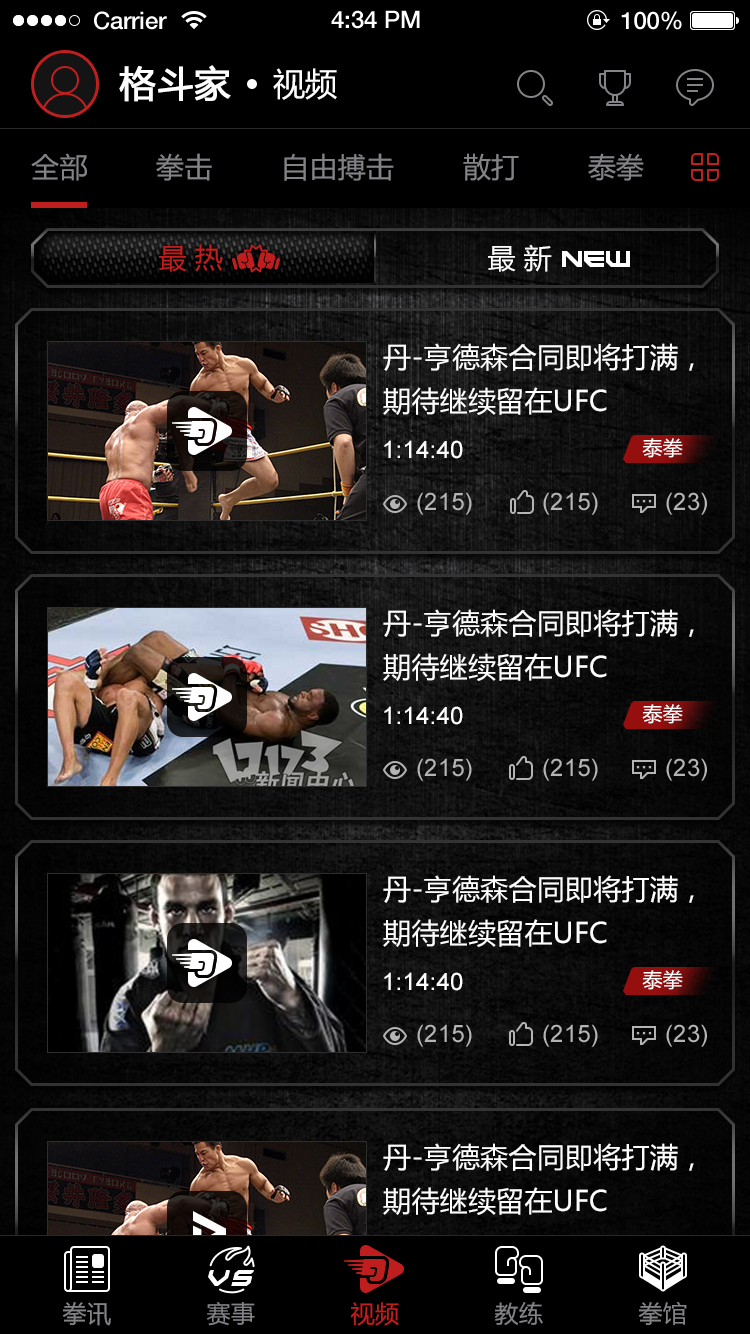 Carrier 4:34 PM 100%
格斗家 • 视频
全部 拳击 自由搏击 散打 泰拳
最热 最新 NEW
丹-亨德森合同即将打满，
期待继续留在UFC
1:14:40 泰拳
(215) (215) (23)
SHO
17173
新闻中心
丹-亨德森合同即将打满，
期待继续留在UFC
1:14:40 泰拳
(215) (215) (23)
丹-亨德森合同即将打满，
期待继续留在UFC
1:14:40 泰拳
(215) (215) (23)
丹-亨德森合同即将打满，
期待继续留在UFC
VS
拳讯 赛事 视频 教练 拳馆